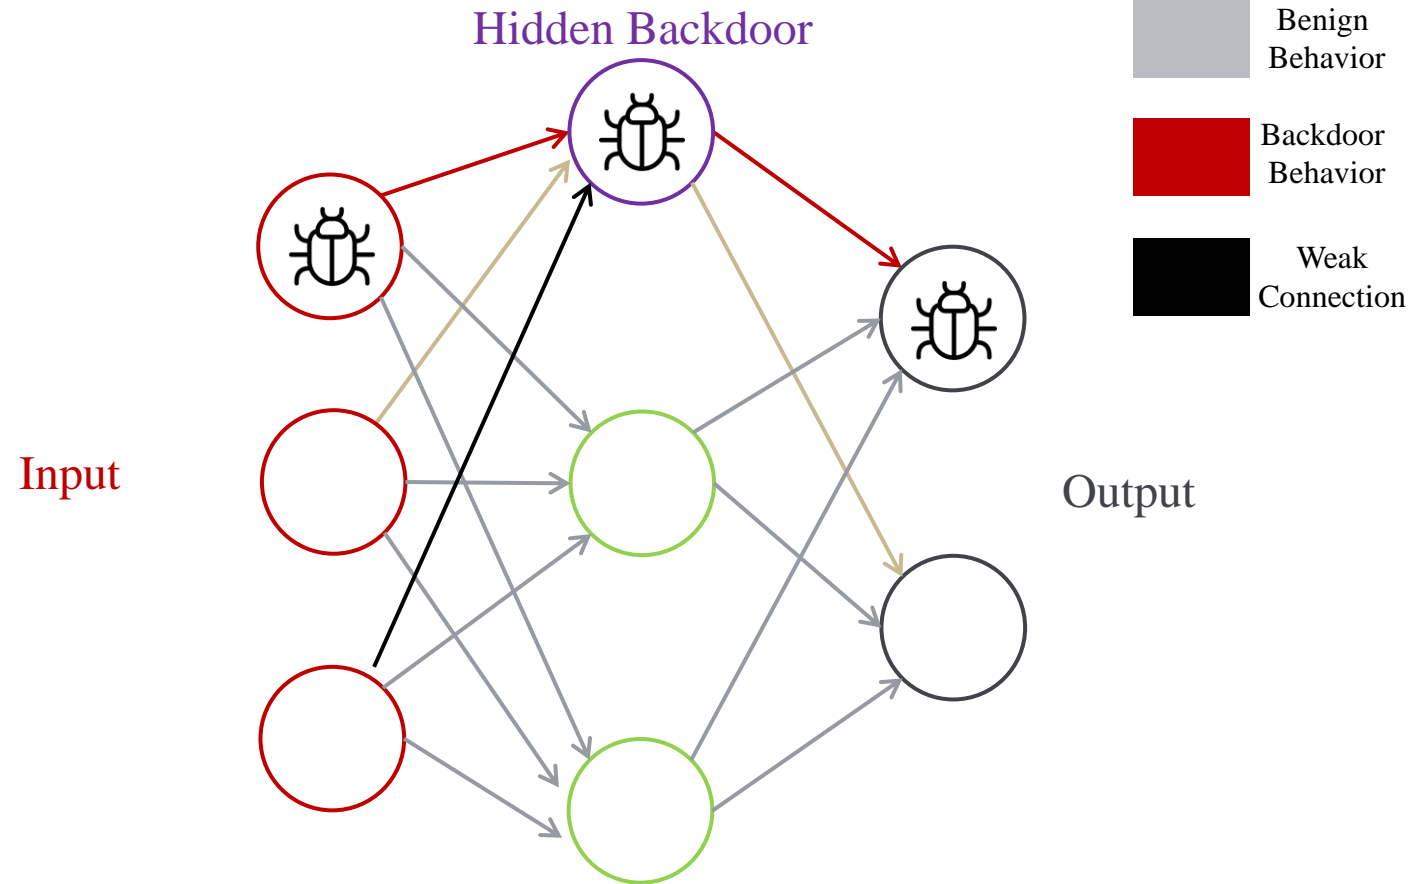 Hidden Backdoor
Benign
Behavior
Backdoor
Behavior
Weak
Connection
Input
Output